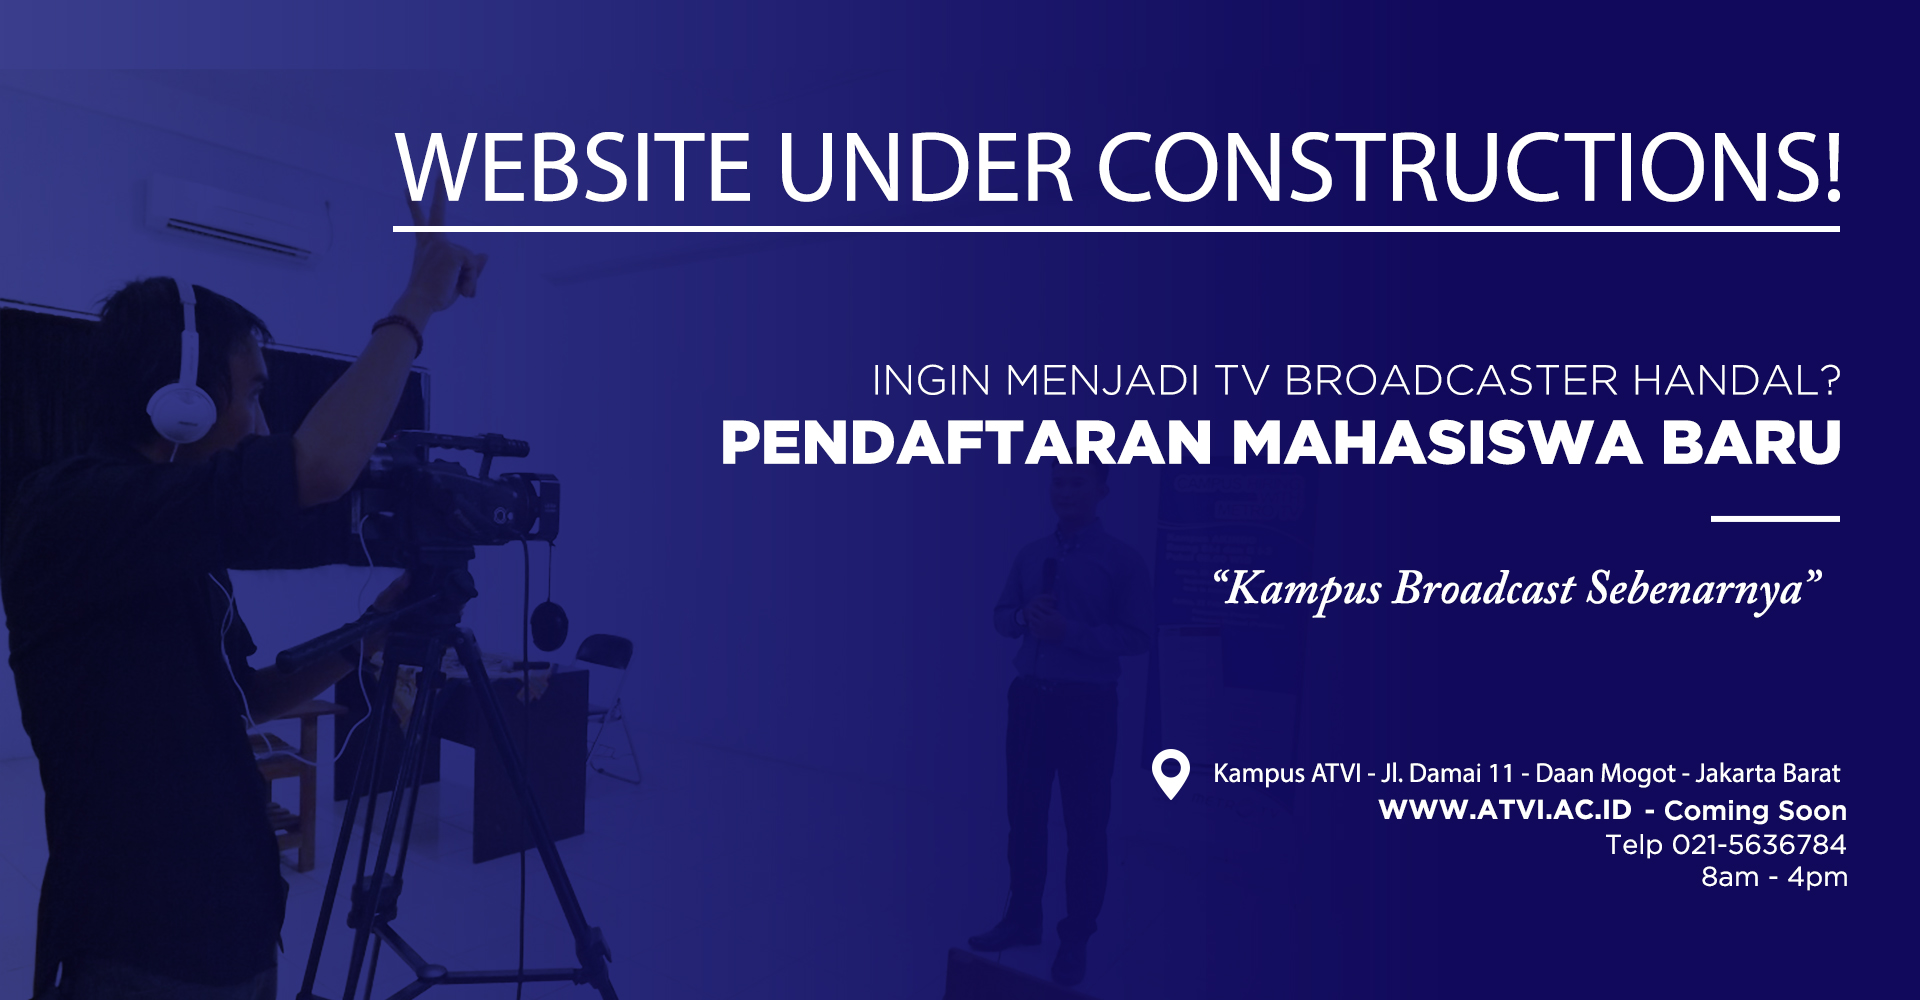 WEBSITE UNDER CONSTRUCTIONS!
INGIN MENJADI TV BROADCASTER HANDAL?
PENDAFTARAN MAHASISWA BARU
“Kampus Broadcast Sebenarnya”
Kampus ATVI - Jl. Damai 11 - Daan Mogot - Jakarta Barat
WWW.ATVI.AC.ID - Coming Soon
Telp 021-5636784
8am - 4pm